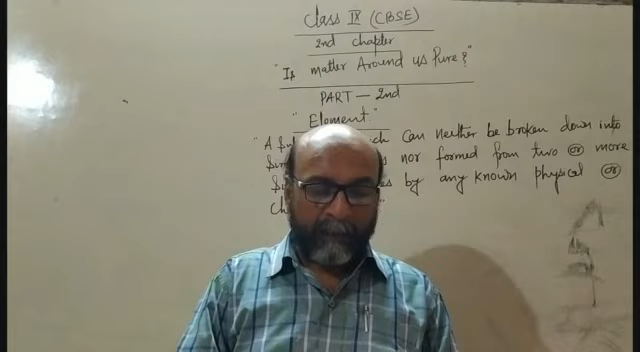 Class IX (CBSE)
2nd chapter
"Is matter Around us Pure?"
PART - 2nd
"Element"
"A can neither be broken down into
nor formed from two or more
by any known physical or
"